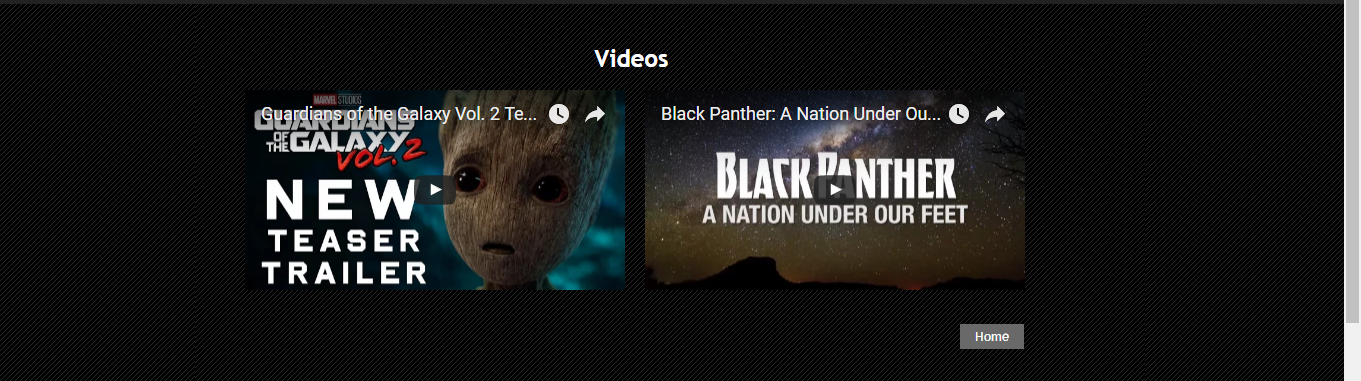 Videos
Guardians of the Galaxy Vol. 2 Te...
MARVEL STUDIOS
GUARDIANS
OF THE GALAXY
VOL. 2
NEW
TEASER
TRAILER
Black Panther: A Nation Under Ou...
BLACK PANTHER
A NATION UNDER OUR FEET
Home